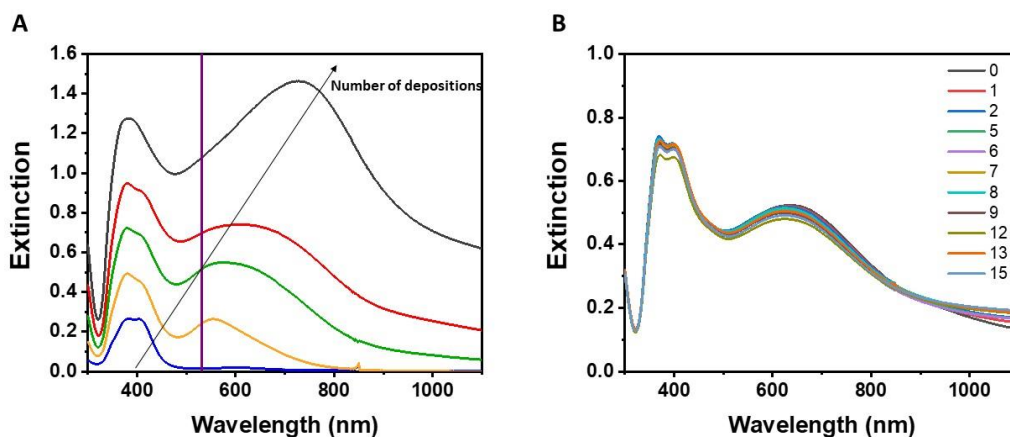 A
Extinction
1.6
1.4
1.2
1.0
0.8
0.6
0.4
0.2
0.0
Number of depositions
400 600 800 1000
Wavelength (nm)
B
Extinction
1.0
0.8
0.6
0.4
0.2
0.0
0
1
2
5
6
7
8
9
12
13
15
400 600 800 1000
Wavelength (nm)